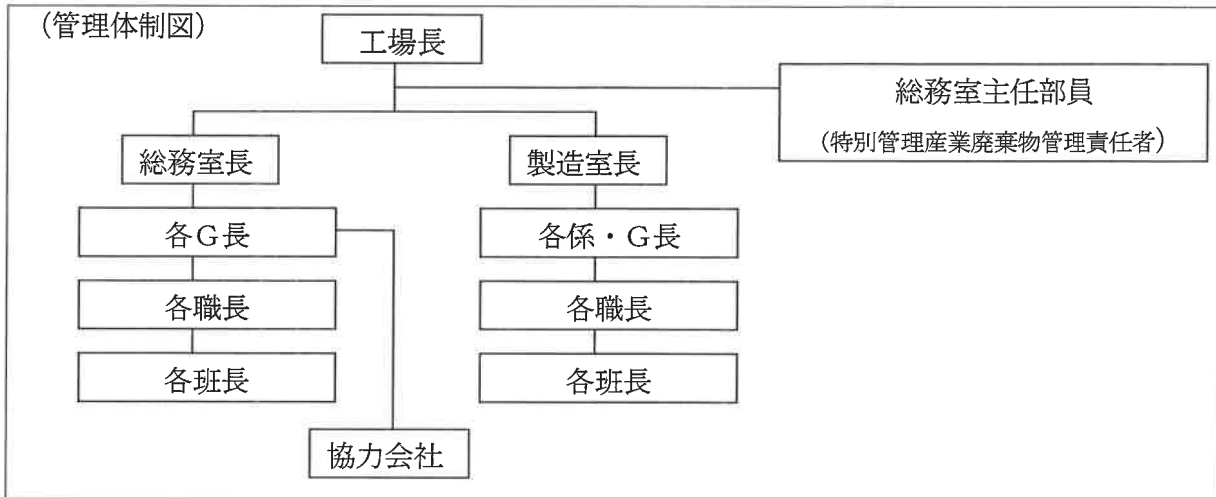 (管理体制図)
工場長
総務室主任部員
(特別管理産業廃棄物管理責任者)
総務室長
製造室長
各G長
各係・G長
各職長
各職長
各班長
各班長
協力会社